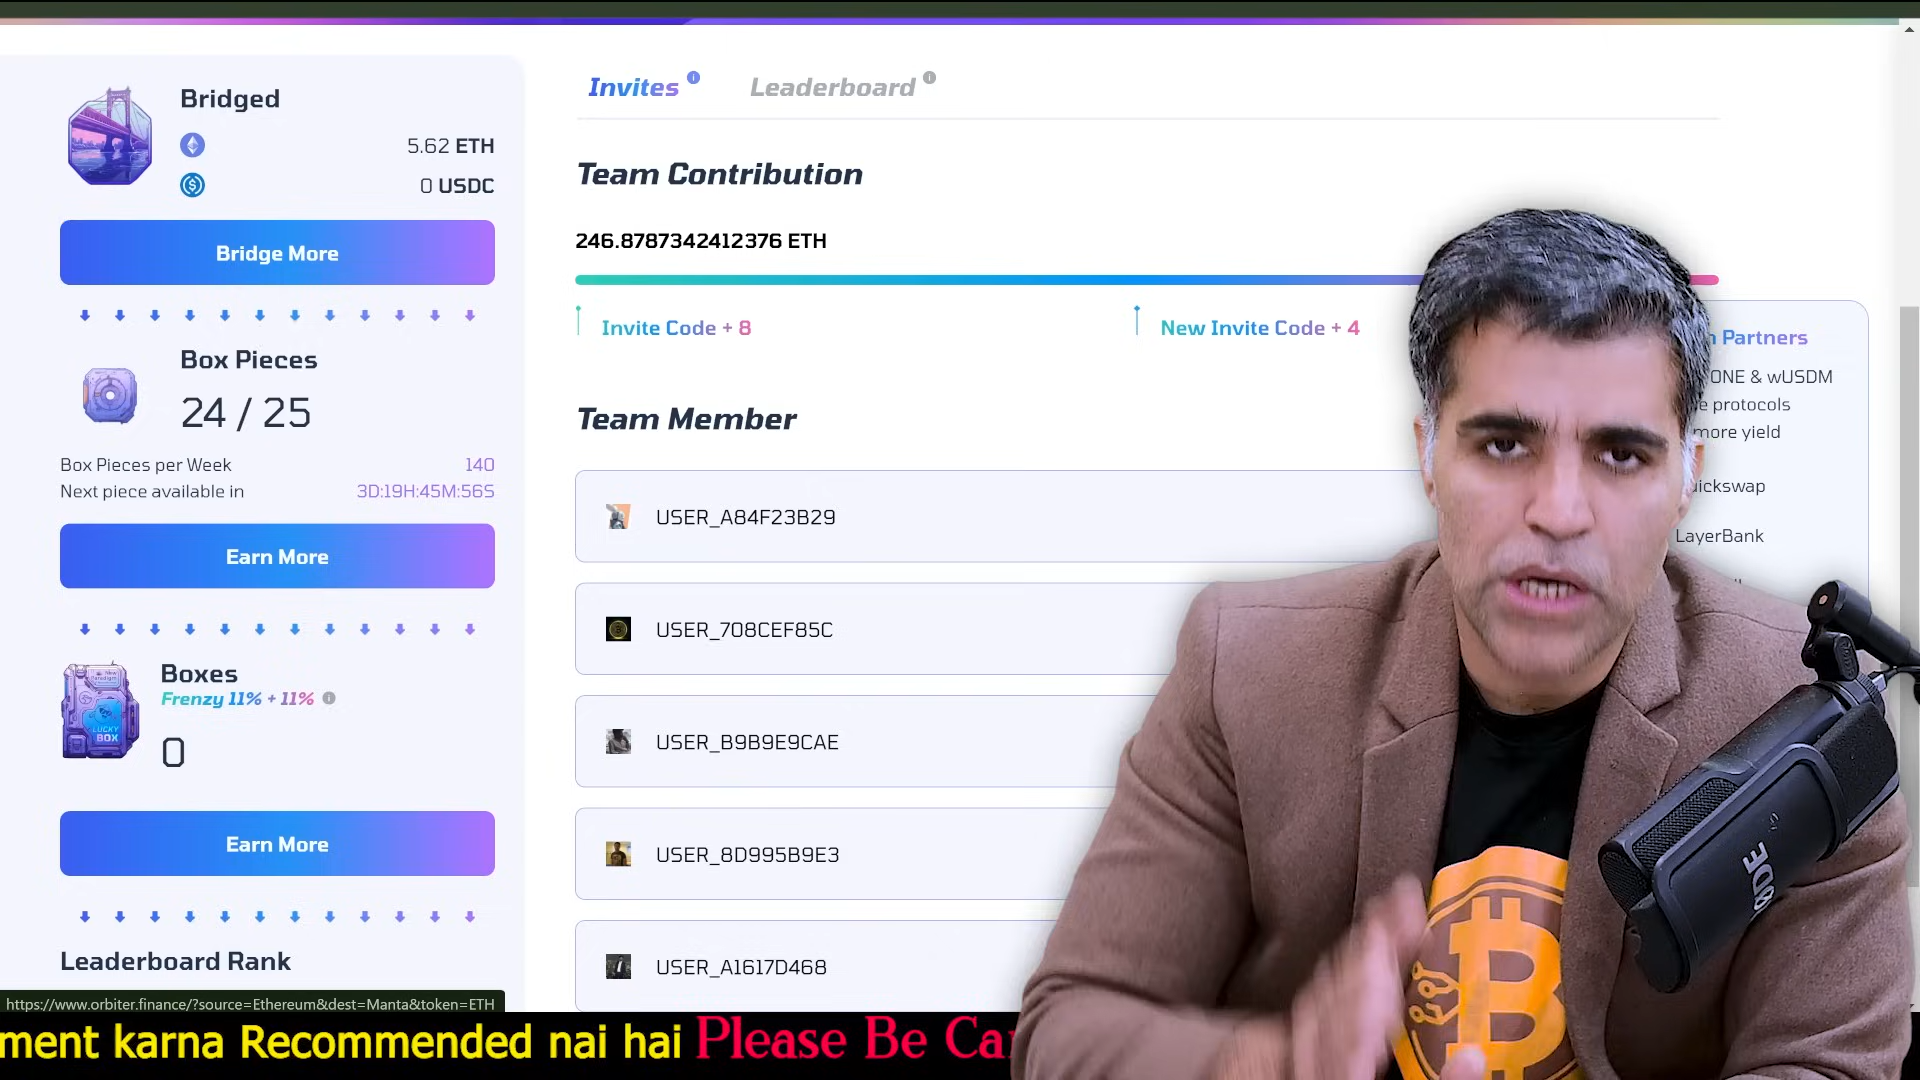 Bridged
5.62 ETH
0 USDC
Bridge More
Box Pieces
24 / 25
Box Pieces per Week 140
Next piece available in 3D:19H:45M:56S
Earn More
Boxes
Frenzy 11% + 11%
LUCKY
BOX
0
Earn More
Leaderboard Rank
https://www.orbiter.finance/?source=Ethereum&dest=Manta&token=ETH
Invites
Leaderboard
Team Contribution
246.8787342412376 ETH
Invite Code + 8
New Invite Code + 4
Team Member
USER_A84F23B29
USER_708CEF85C
USER_B9B9E9CAE
USER_8D995B9E3
USER_A1617D468
Partners
ONE & wUSDM
protocols
more yield
uickswap
LayerBank
ment karna Recommended nai hai Please Be Car